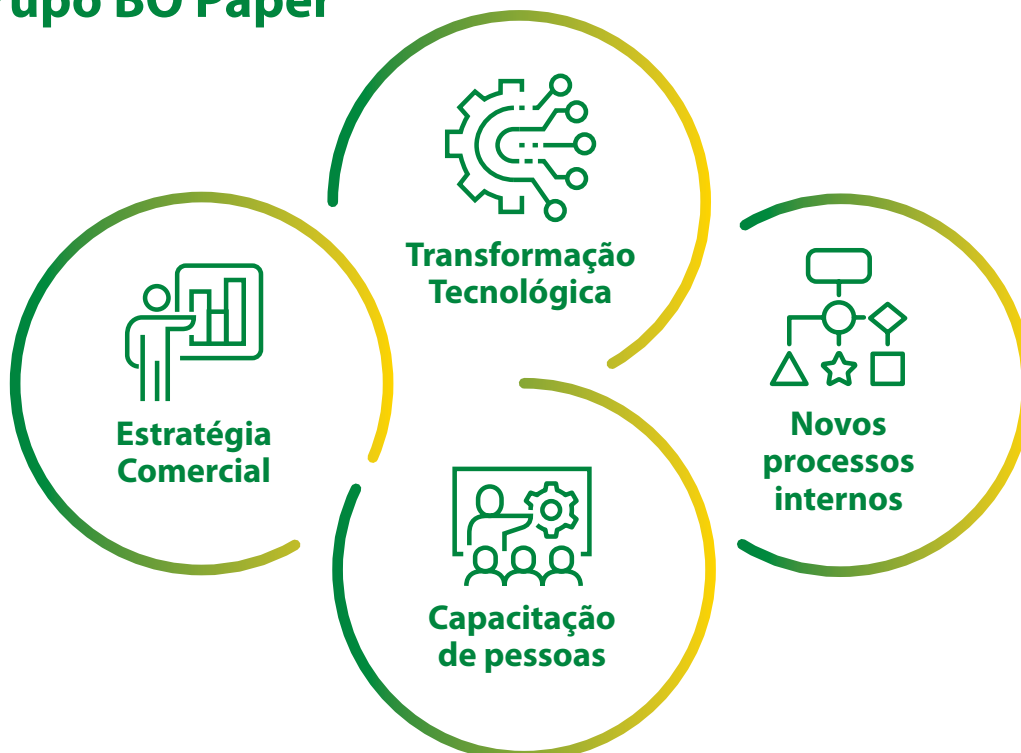 upo BO Paper
Transformação
Tecnológica
Estratégia
Comercial
Novos
processos
internos
Capacitação
de pessoas